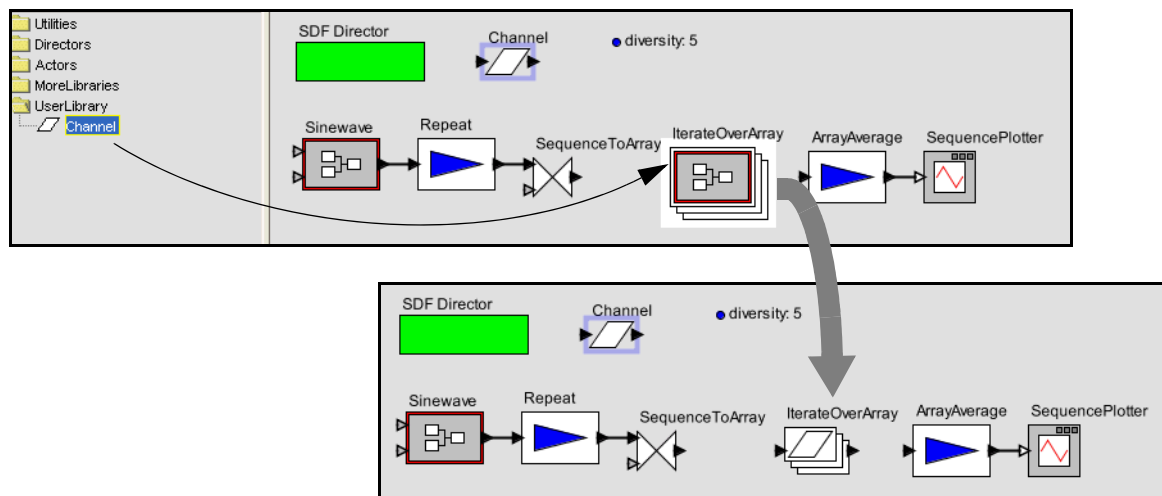 Utilities
Directors
Actors
MoreLibraries
UserLibrary
Channel
SDF Director
Channel
diversity: 5
Sinewave
Repeat
SequenceToArray
IterateOverArray
ArrayAverage
SequencePlotter
SDF Director
Channel
diversity: 5
Sinewave
Repeat
SequenceToArray
IterateOverArray
ArrayAverage
SequencePlotter